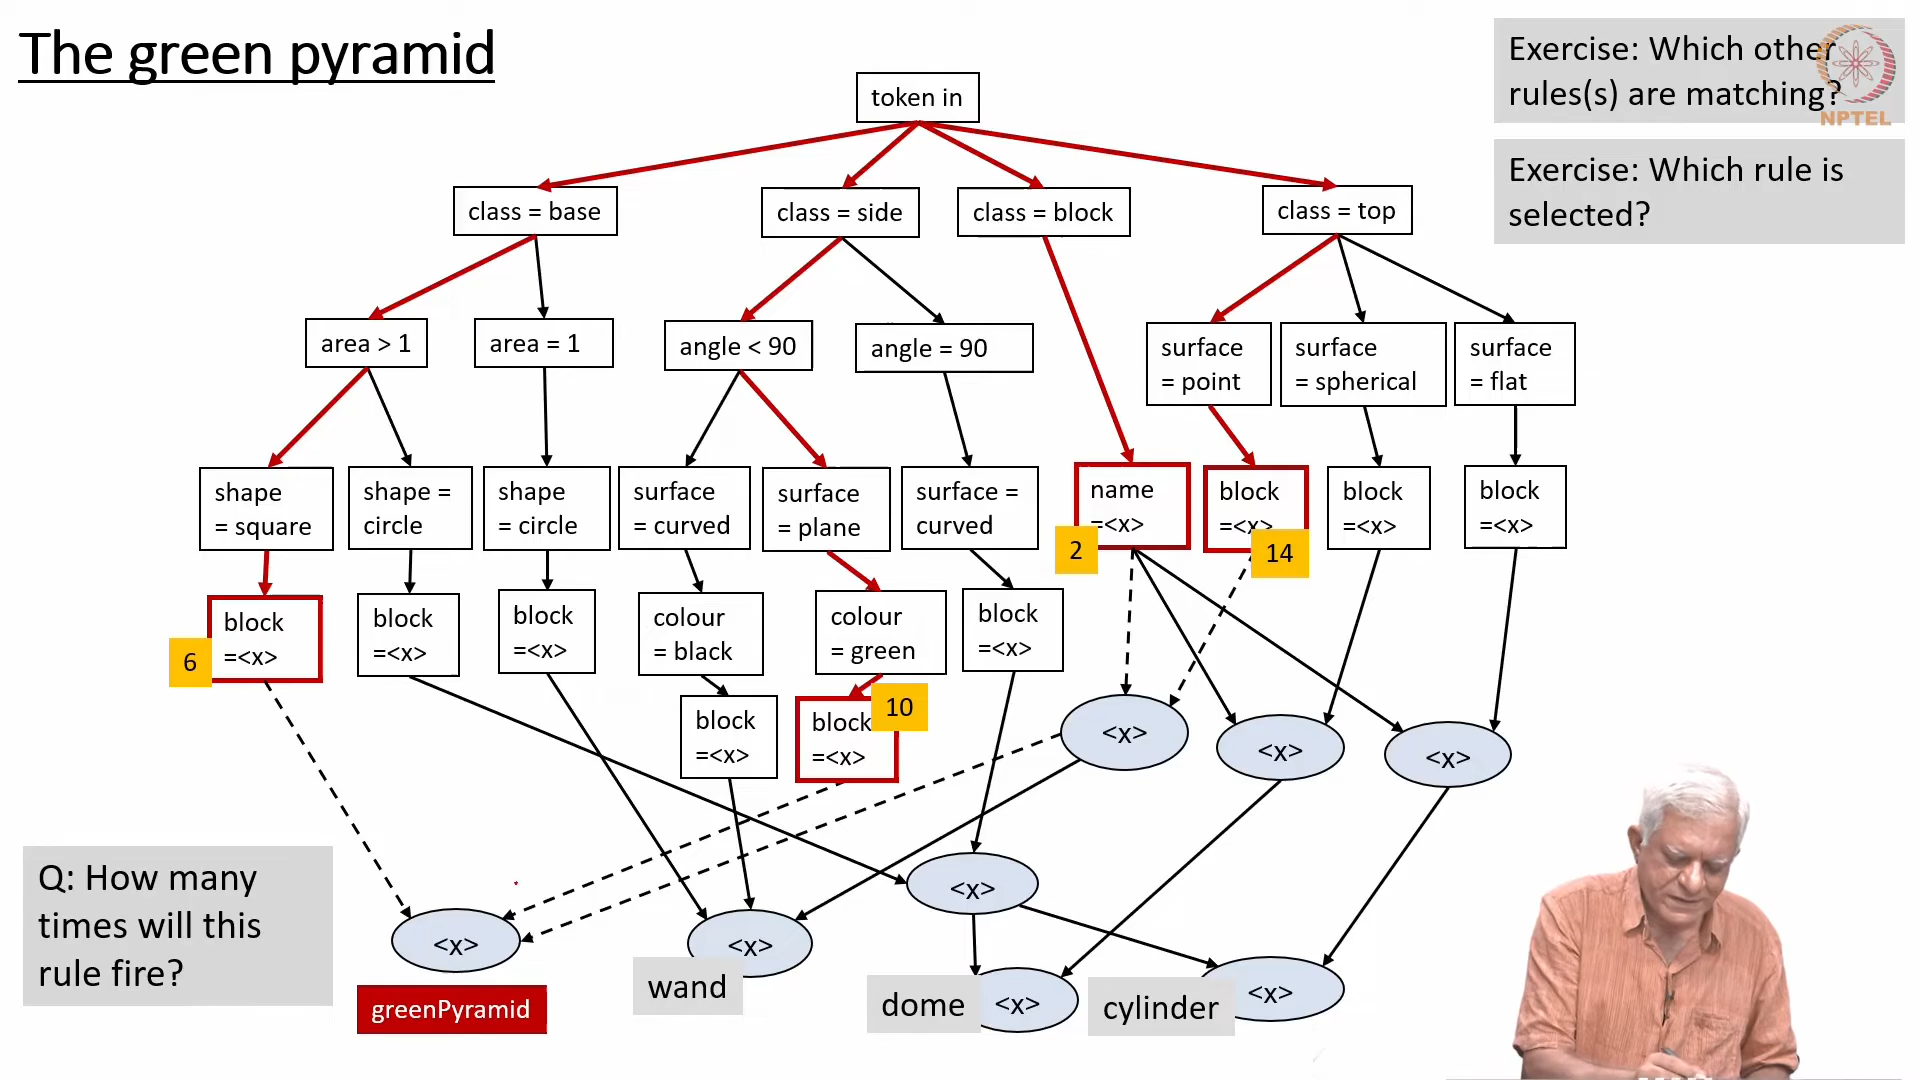 The green pyramid
Exercise: Which other
rules(s) are matching?
NPTEL
Exercise: Which rule is
selected?
token in
class = base
class = side
class = block
class = top
area > 1
area = 1
angle < 90
angle = 90
surface
= point
surface
= spherical
surface
= flat
shape
= square
shape =
circle
shape
= circle
surface
= curved
surface
= plane
surface =
curved
name
=<x>
2
block
=<x>
14
block
=<x>
block
=<x>
block
=<x>
6
block
=<x>
block
=<x>
colour
= black
colour
= green
block
=<x>
block
=<x>
block
=<x>
10
<x>
<x>
<x>
<x>
<x>
<x>
<x>
<x>
Q: How many
times will this
rule fire?
greenPyramid
wand
dome
cylinder